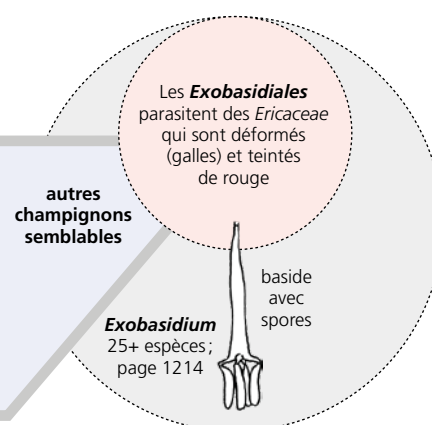 Les Exobasidiales
parasitent des Ericaceae
qui sont déformés
(galles) et teintés
de rouge
autres
champignons
semblables
baside
avec
spores
Exobasidium
25+ espèces;
page 1214